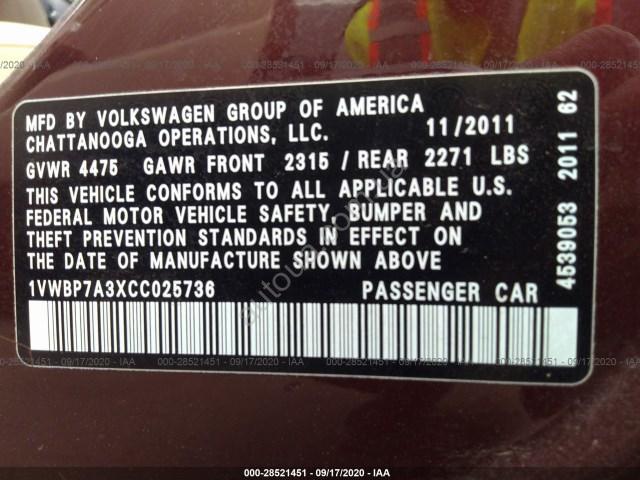 MFD BY VOLKSWAGEN GROUP OF AMERICA
CHATTANOOGA OPERATIONS, LLC. 11/2011
GVWR 4475 GAWR FRONT 2315 / REAR 2271 LBS
THIS VEHICLE CONFORMS TO ALL APPLICABLE U.S.
FEDERAL MOTOR VEHICLE SAFETY, BUMPER AND
THEFT PREVENTION STANDARDS IN EFFECT ON
THE DATE OF MANUFACTURE SHOWN ABOVE
1VWBP7A3XCC025736 PASSENGER CAR
4539053 2011 62
000-28521451 - 09/17/2020 - IAA